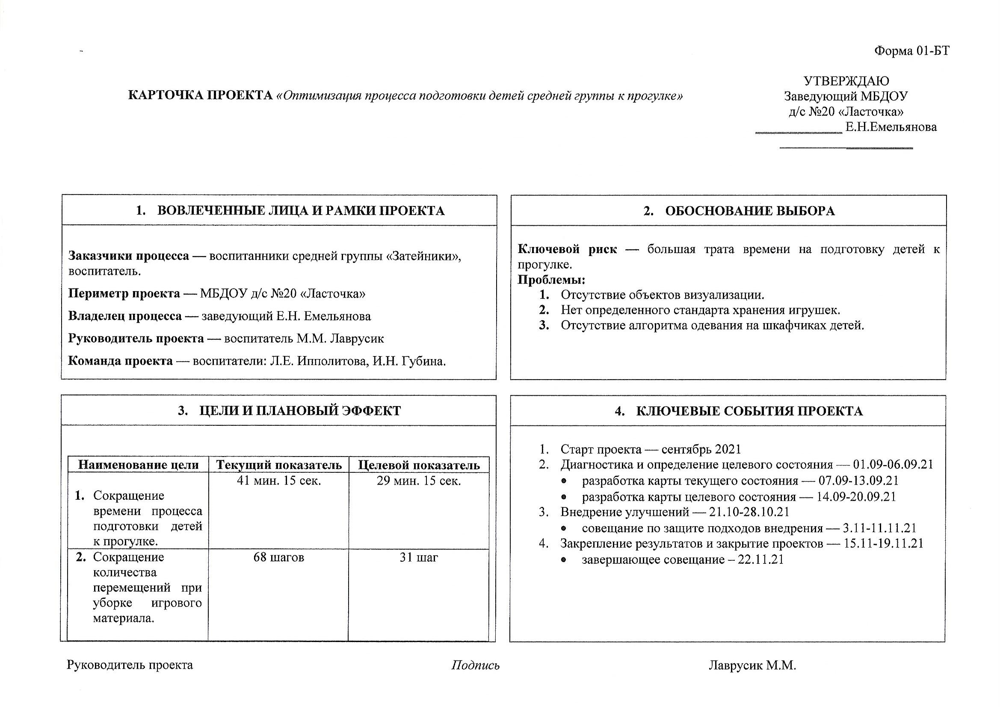 Форма 01-БТ
УТВЕРЖДАЮ
КАРТОЧКА ПРОЕКТА «Оптимизация процесса подготовки детей средней группы к прогулке»
Заведующий МБДОУ
д/с №20 «Ласточка»
Е.Н.Емельянова
1. ВОВЛЕЧЕННЫЕ ЛИЦА И РАМКИ ПРОЕКТА
Заказчики процесса — воспитанники средней группы «Затейники»,
воспитатель.
Периметр проекта — МБДОУ д/с №20 «Ласточка»
Владелец процесса — заведующий Е.Н. Емельянова
Руководитель проекта — воспитатель М.М. Лаврусик
Команда проекта — воспитатели: Л.Е. Ипполитова, И.Н. Губина.
2. ОБОСНОВАНИЕ ВЫБОРА
Ключевой риск — большая трата времени на подготовку детей к
прогулке.
Проблемы:
1. Отсутствие объектов визуализации.
2. Нет определенного стандарта хранения игрушек.
3. Отсутствие алгоритма одевания на шкафчиках детей.
3. ЦЕЛИ И ПЛАНОВЫЙ ЭФФЕКТ
Наименование цели Текущий показатель Целевой показатель
41 мин. 15 сек. 29 мин. 15 сек.
1. Сокращение
времени процесса
подготовки детей
к прогулке.
2. Сокращение 68 шагов 31 шаг
количества
перемещений при
уборке игрового
материала.
4. КЛЮЧЕВЫЕ СОБЫТИЯ ПРОЕКТА
1. Старт проекта — сентябрь 2021
2. Диагностика и определение целевого состояния — 01.09-06.09.21
• разработка карты текущего состояния — 07.09-13.09.21
• разработка карты целевого состояния — 14.09-20.09.21
3. Внедрение улучшений — 21.10-28.10.21
• совещание по защите подходов внедрения — 3.11-11.11.21
4. Закрепление результатов и закрытие проектов — 15.11-19.11.21
• завершающее совещание – 22.11.21
Руководитель проекта Подпись Лаврусик М.М.